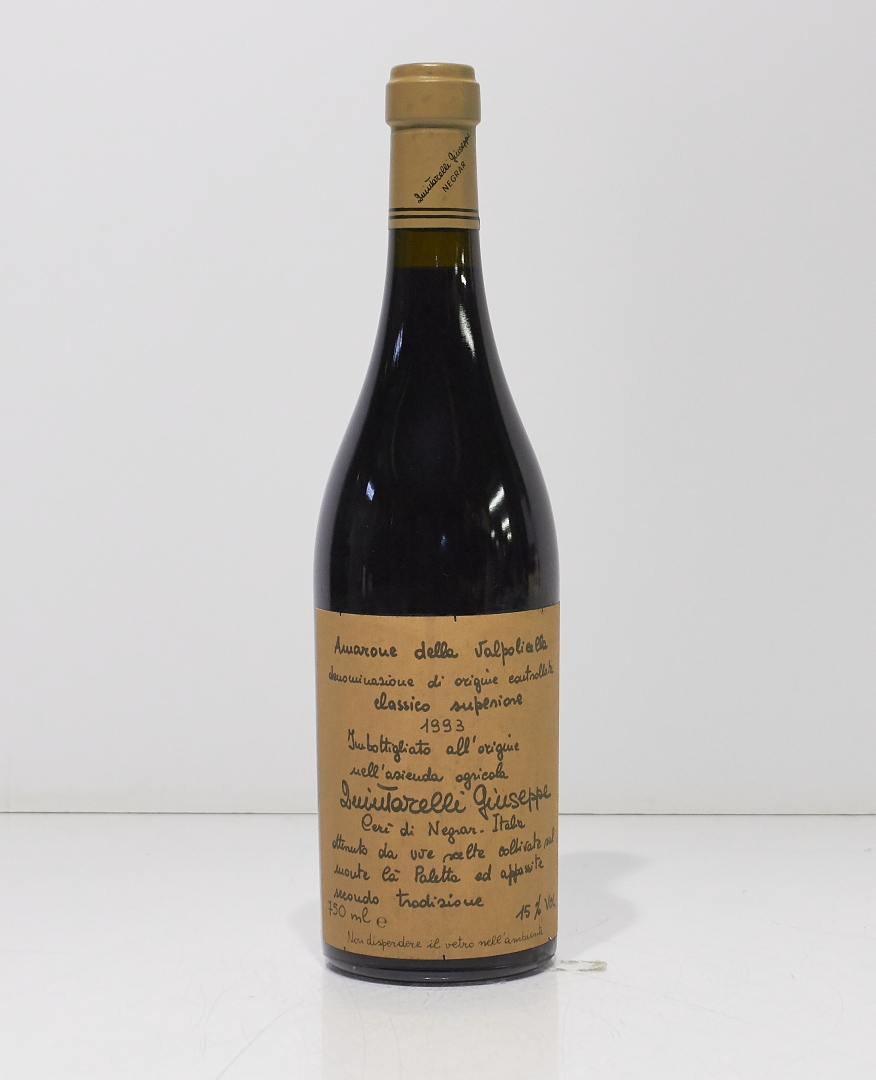 Quintarelli Giuseppe
NEGRAR
Amarone della Valpolicella
denominazione di origine controllata
classico superiore
1993
Imbottigliato all'origine
nell'azienda agricola
Quintarelli Giuseppe
Cerè di Negrar - Italia
ottenuto da uve scelte coltivate sul
monte Cà Paletta ed appassite
secondo tradizione
750 ml e 15 % Vol.
Non disperdere il vetro nell'ambiente